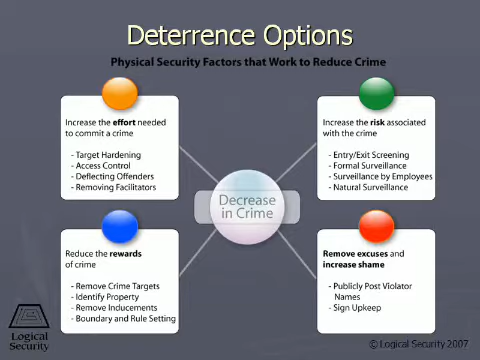 Deterrence Options
Physical Security Factors that Work to Reduce Crime
Increase the effort needed
to commit a crime
- Target Hardening
- Access Control
- Deflecting Offenders
- Removing Facilitators
Increase the risk associated
with the crime
- Entry/Exit Screening
- Formal Surveillance
- Surveillance by Employees
- Natural Surveillance
Decrease
in Crime
Reduce the rewards
of crime
- Remove Crime Targets
- Identify Property
- Remove Inducements
- Boundary and Rule Setting
Remove excuses and
increase shame
- Publicly Post Violator
Names
- Sign Upkeep
Logical
Security
© Logical Security 2007